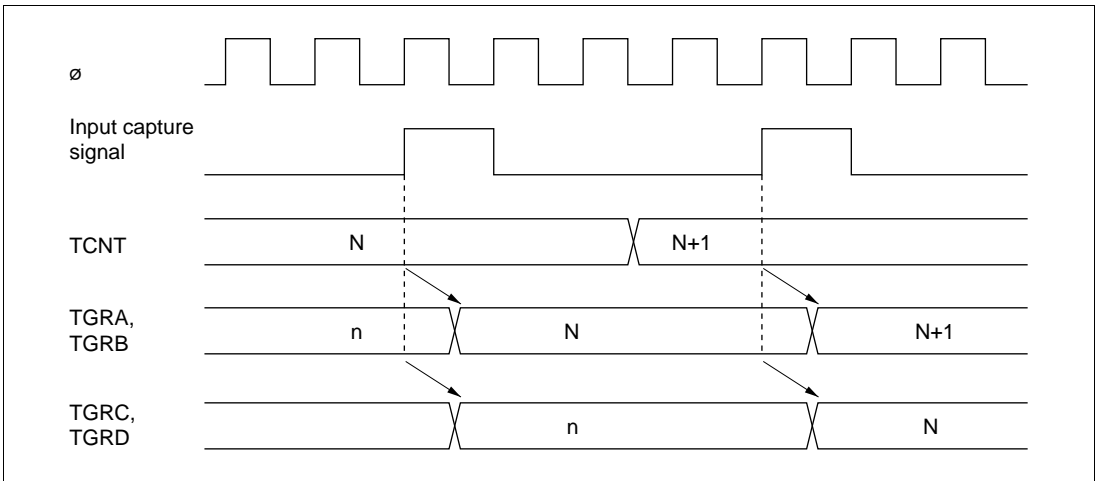 ø
Input capture
signal
TCNT
N
N+1
TGRA,
TGRB
n
N
N+1
TGRC,
TGRD
n
N